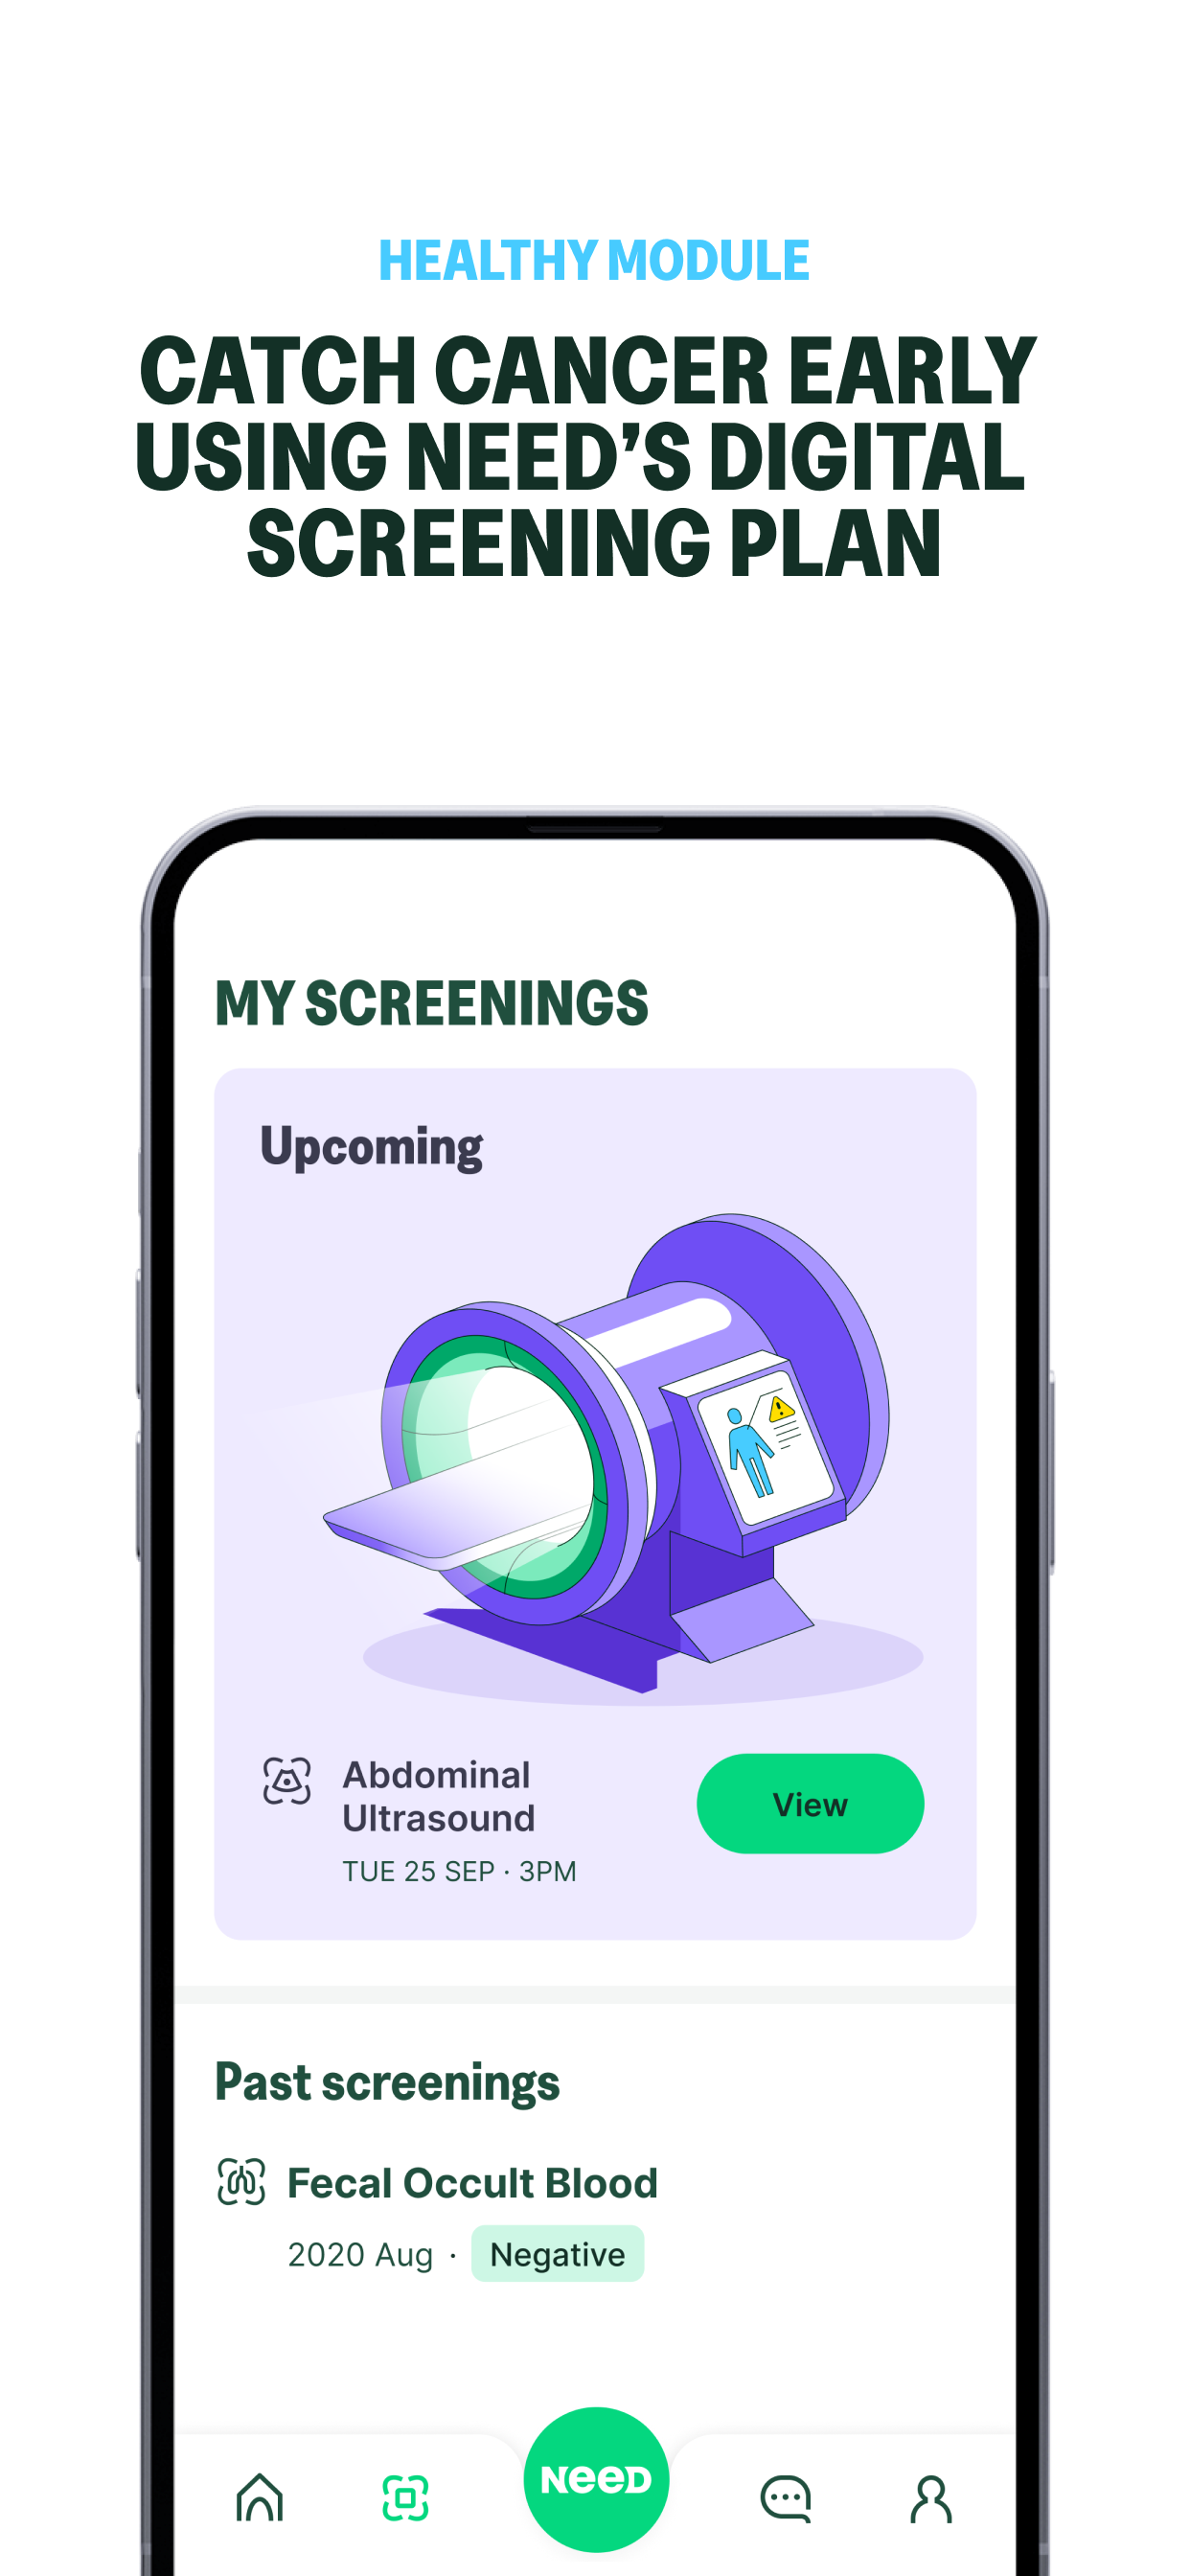 HEALTHY MODULE
CATCH CANCER EARLY
USING NEED’S DIGITAL
SCREENING PLAN
MY SCREENINGS
Upcoming
Abdominal
Ultrasound
View
TUE 25 SEP · 3PM
Past screenings
Fecal Occult Blood
2020 Aug · Negative
NEED